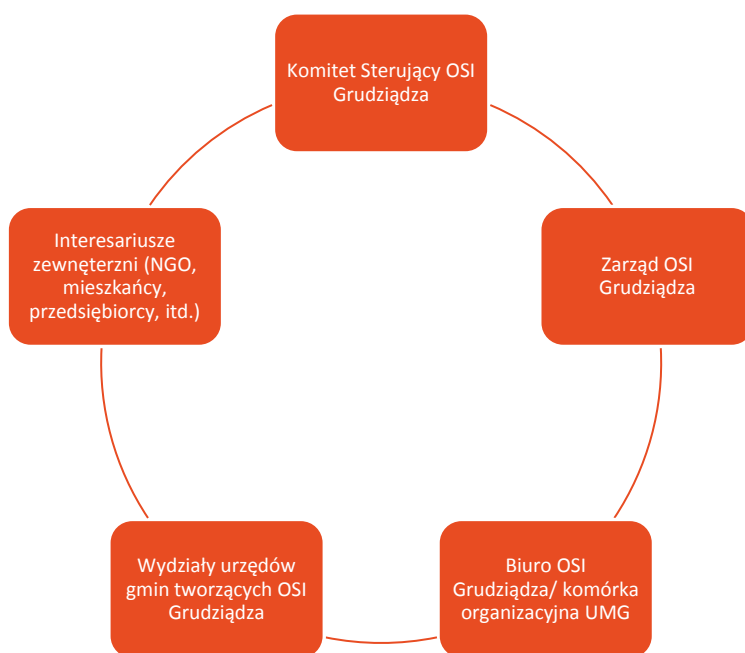 Komitet Sterujący OSI
Grudziądza
Zarząd OSI
Grudziądza
Biuro OSI
Grudziądza/ komórka
organizacyjna UMG
Wydziały urzędów
gmin tworzących OSI
Grudziądza
Interesariusze
zewnęterzni (NGO,
mieszkańcy,
przedsiębiorcy, itd.)